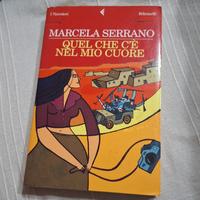 I Narratori
Feltrinelli
MARCELA SERRANO
QUEL CHE C'È
NEL MIO CUORE